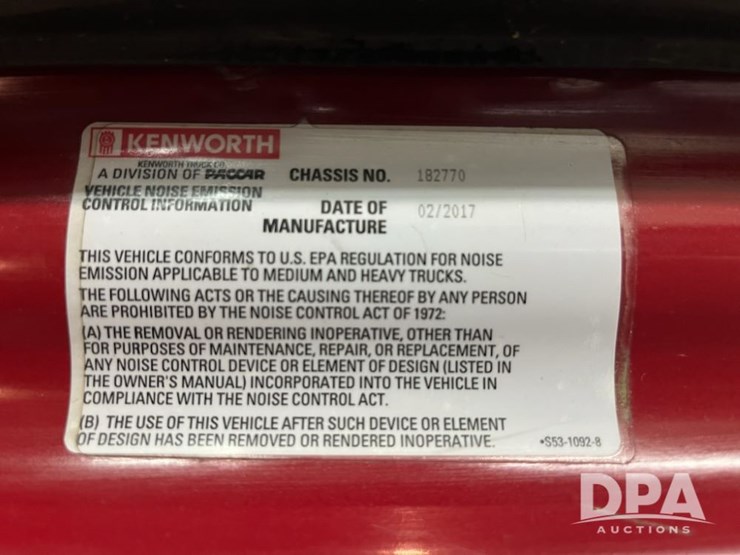 KENWORTH
KENWORTH TRUCK CO.
A DIVISION OF PACCAR
VEHICLE NOISE EMISSION
CONTROL INFORMATION
CHASSIS NO. 182770
DATE OF
MANUFACTURE 02/2017
THIS VEHICLE CONFORMS TO U.S. EPA REGULATION FOR NOISE
EMISSION APPLICABLE TO MEDIUM AND HEAVY TRUCKS.
THE FOLLOWING ACTS OR THE CAUSING THEREOF BY ANY PERSON
ARE PROHIBITED BY THE NOISE CONTROL ACT OF 1972:
(A) THE REMOVAL OR RENDERING INOPERATIVE, OTHER THAN
FOR PURPOSES OF MAINTENANCE, REPAIR, OR REPLACEMENT, OF
ANY NOISE CONTROL DEVICE OR ELEMENT OF DESIGN (LISTED IN
THE OWNER'S MANUAL) INCORPORATED INTO THE VEHICLE IN
COMPLIANCE WITH THE NOISE CONTROL ACT.
(B) THE USE OF THIS VEHICLE AFTER SUCH DEVICE OR ELEMENT
OF DESIGN HAS BEEN REMOVED OR RENDERED INOPERATIVE.
•S53-1092-8
DPA
AUCTIONS